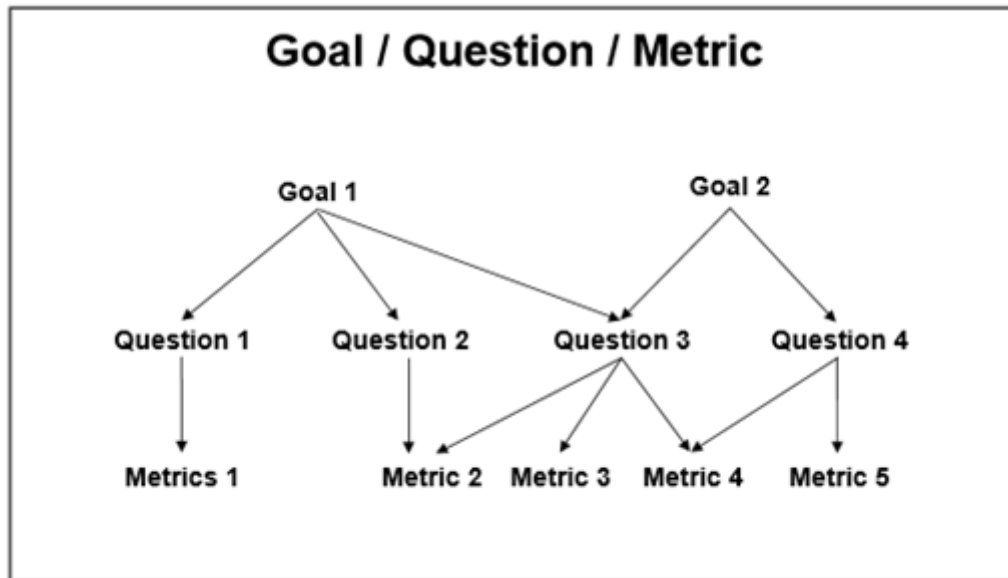 Goal / Question / Metric
Goal 1
Goal 2
Question 1
Question 2
Question 3
Question 4
Metrics 1
Metric 2
Metric 3
Metric 4
Metric 5